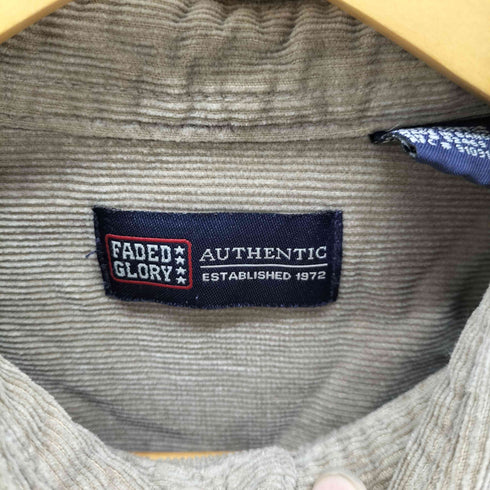 FADED
GLORY
AUTHENTIC
ESTABLISHED 1972